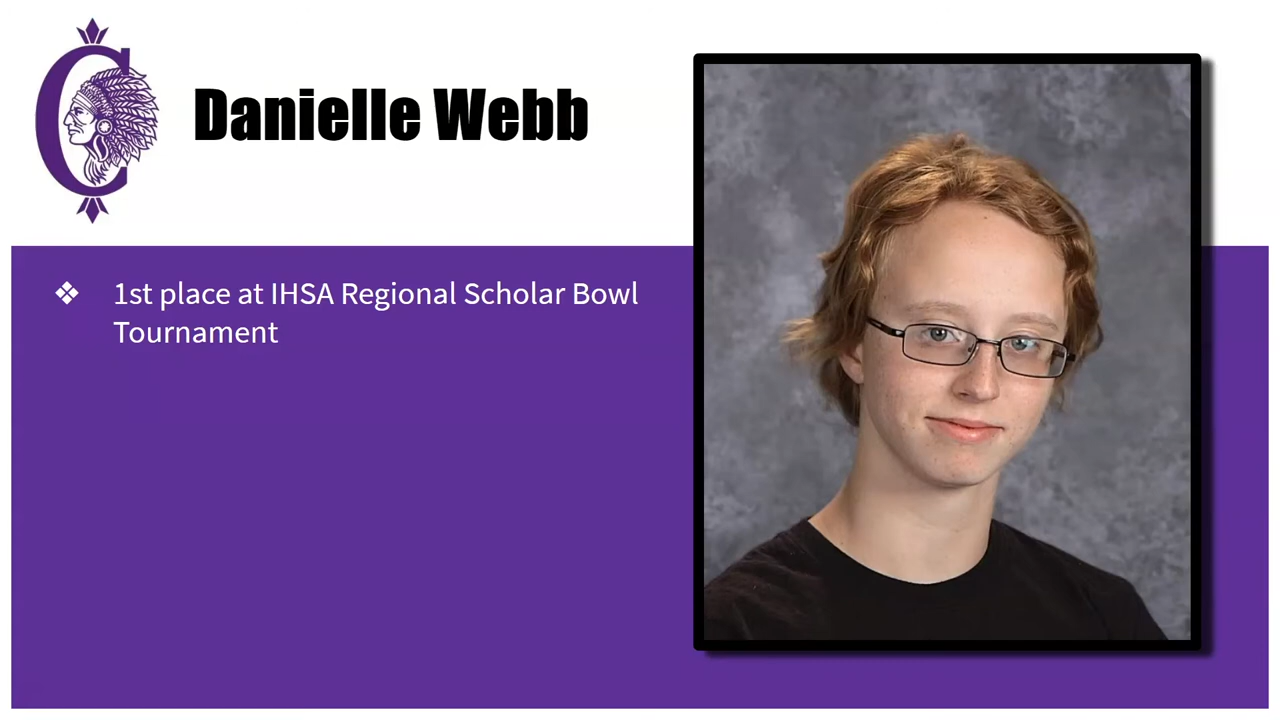 C
Danielle Webb
❖ 1st place at IHSA Regional Scholar Bowl
Tournament